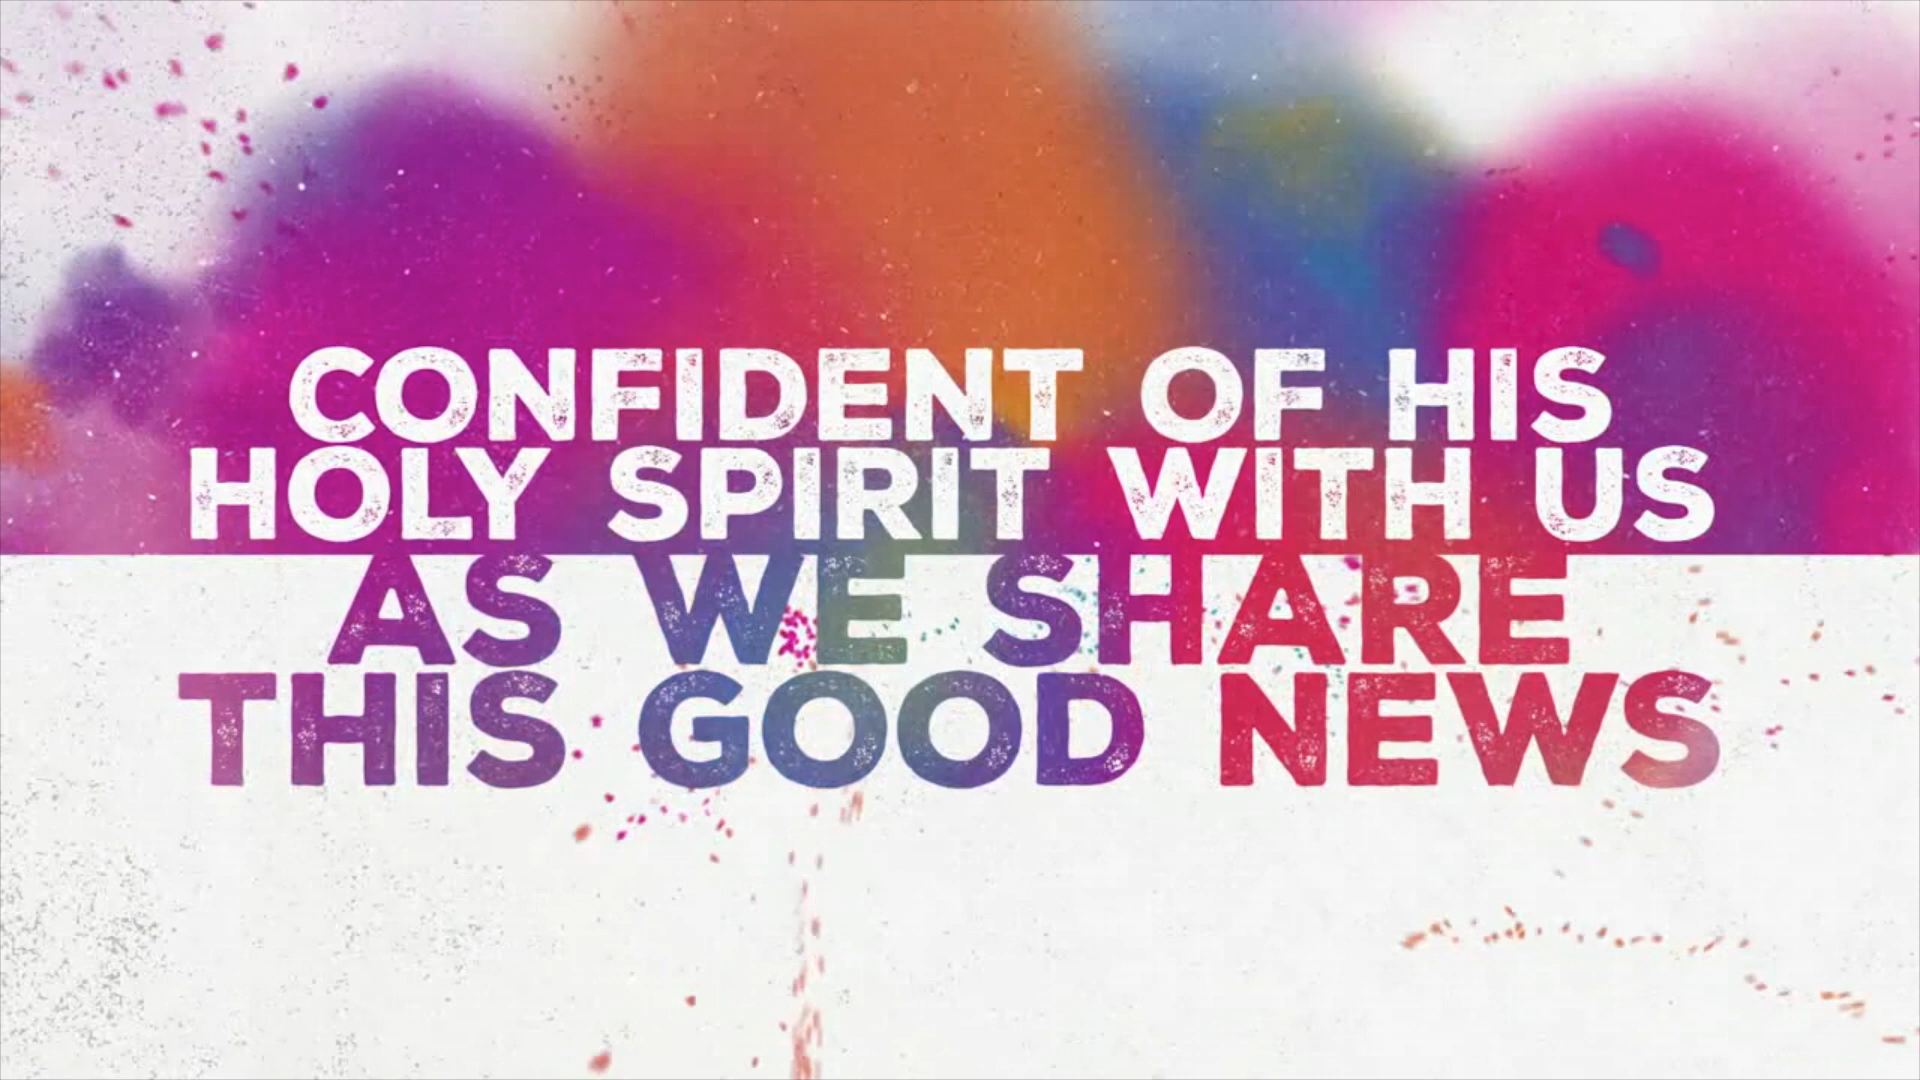 CONFIDENT OF HIS
HOLY SPIRIT WITH US
AS WE SHARE
THIS GOOD NEWS